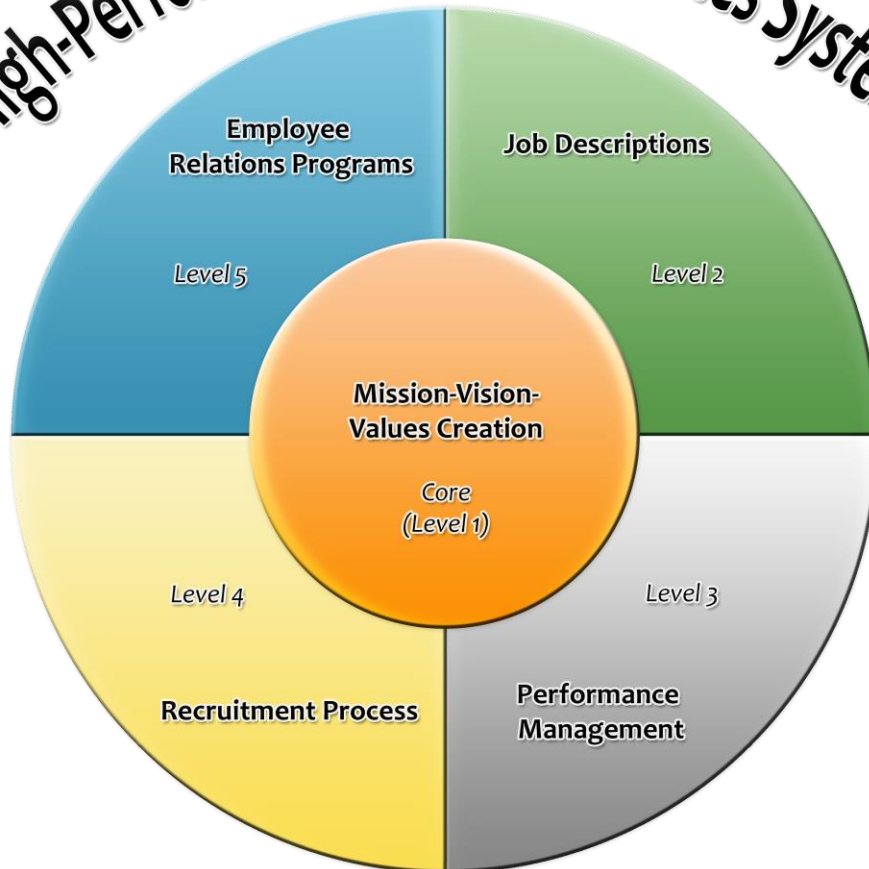 Employee
Relations Programs
Level 5
Job Descriptions
Level 2
Mission-Vision-
Values Creation
Core
(Level 1)
Level 4
Recruitment Process
Level 3
Performance
Management